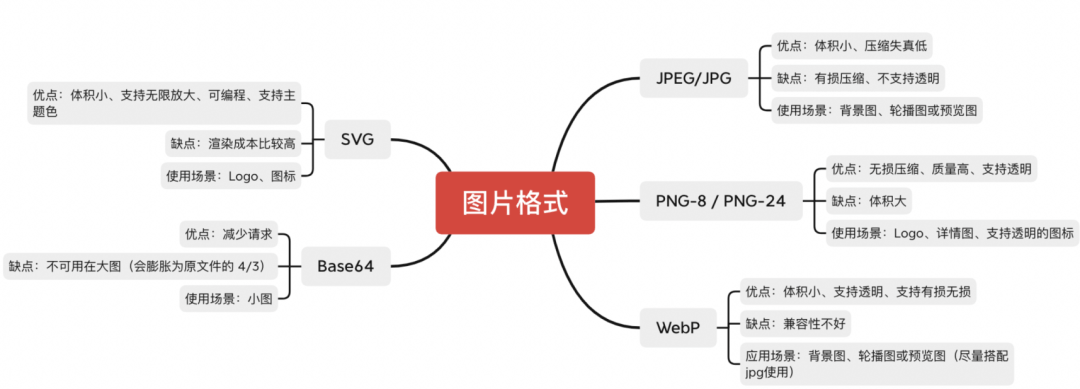 图片格式
JPEG/JPG
优点：体积小、压缩失真低
缺点：有损压缩、不支持透明
使用场景：背景图、轮播图或预览图
PNG-8 / PNG-24
优点：无损压缩、质量高、支持透明
缺点：体积大
使用场景：Logo、详情图、支持透明的图标
WebP
优点：体积小、支持透明、支持有损无损
缺点：兼容性不好
应用场景：背景图、轮播图或预览图（尽量搭配
jpg使用）
SVG
优点：体积小、支持无限放大、可编程、支持主
题色
缺点：渲染成本比较高
使用场景：Logo、图标
Base64
优点：减少请求
缺点：不可用在大图（会膨胀为原文件的 4/3）
使用场景：小图